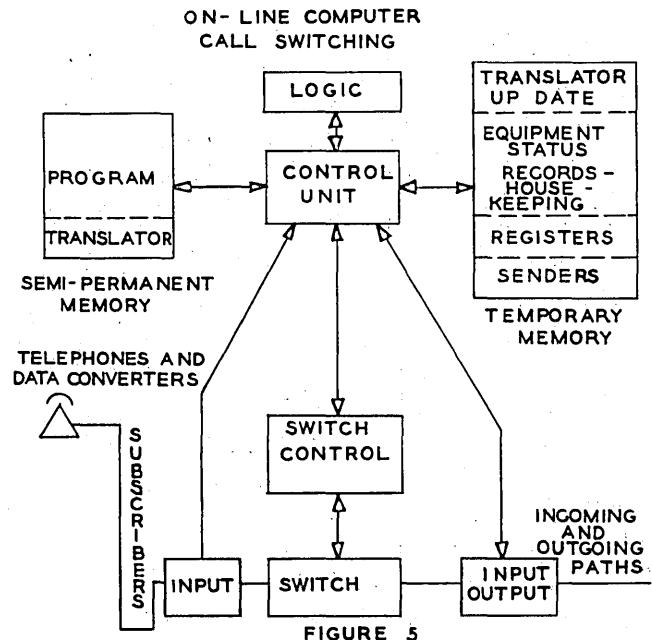 ON-LINE COMPUTER
CALL SWITCHING
LOGIC
PROGRAM
TRANSLATOR
SEMI-PERMANENT
MEMORY
CONTROL
UNIT
TRANSLATOR
UP DATE
EQUIPMENT
STATUS
RECORDS-
HOUSE-
KEEPING
REGISTERS
SENDERS
TEMPORARY
MEMORY
TELEPHONES AND
DATA CONVERTERS
SUBSCRIBERS
SWITCH
CONTROL
INPUT
SWITCH
INPUT
OUTPUT
INCOMING
AND
OUTGOING
PATHS
FIGURE 5